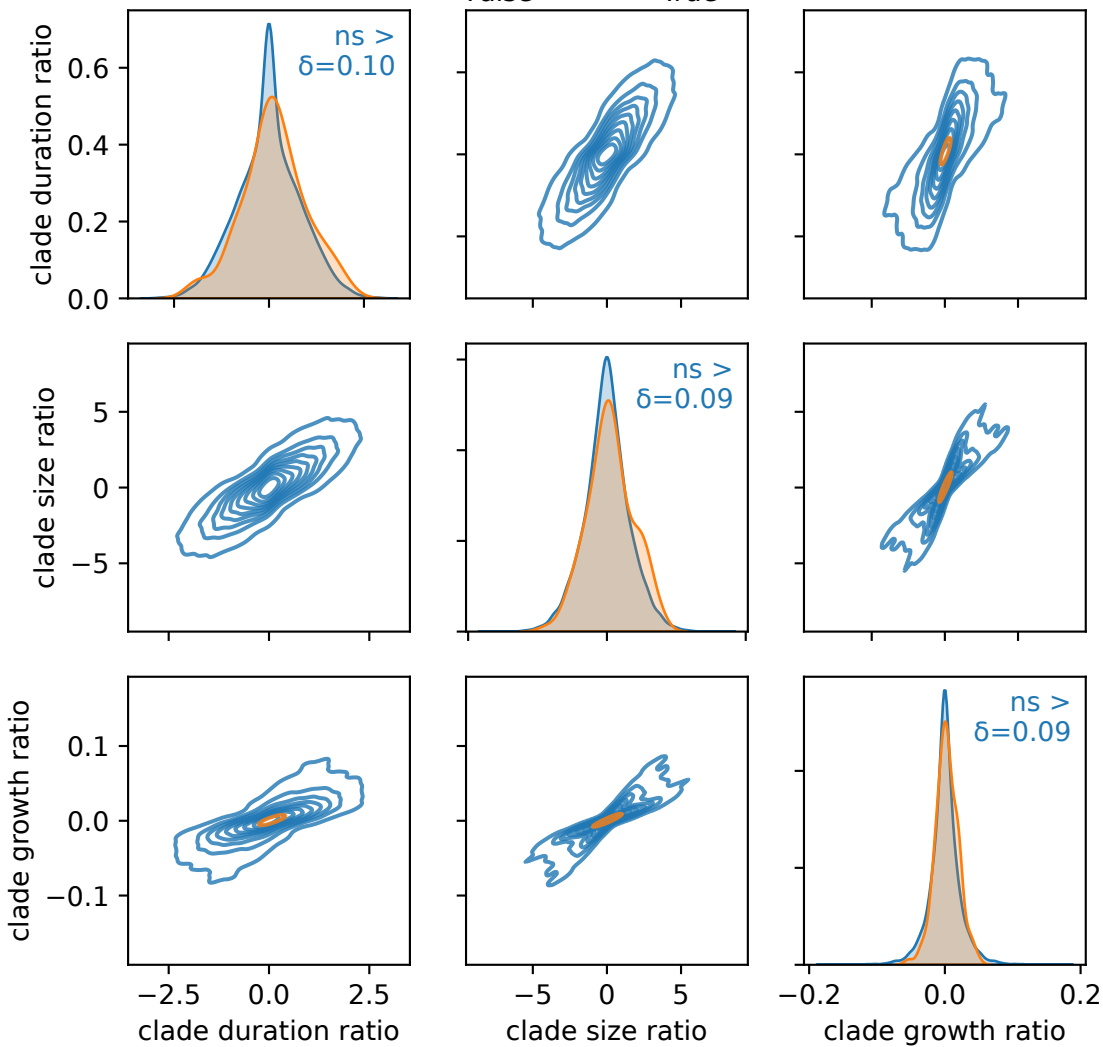 clade duration ratio
0.6
0.4
0.2
0.0
ns >
δ=0.10
clade size ratio
5
0
−5
ns >
δ=0.09
clade growth ratio
0.1
0.0
−0.1
ns >
δ=0.09
−2.5 0.0 2.5
−5 0 5
−0.2 0.0 0.2
clade duration ratio
clade size ratio
clade growth ratio